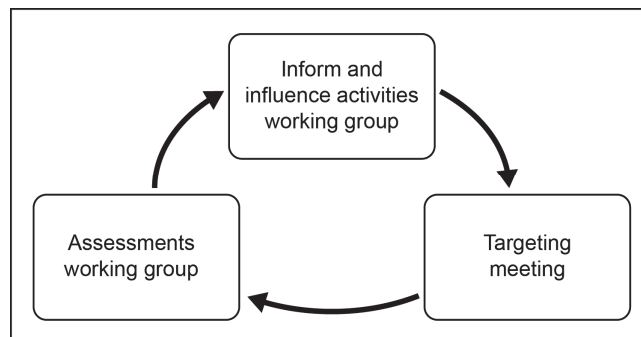 Inform and
influence activities
working group
Assessments
working group
Targeting
meeting